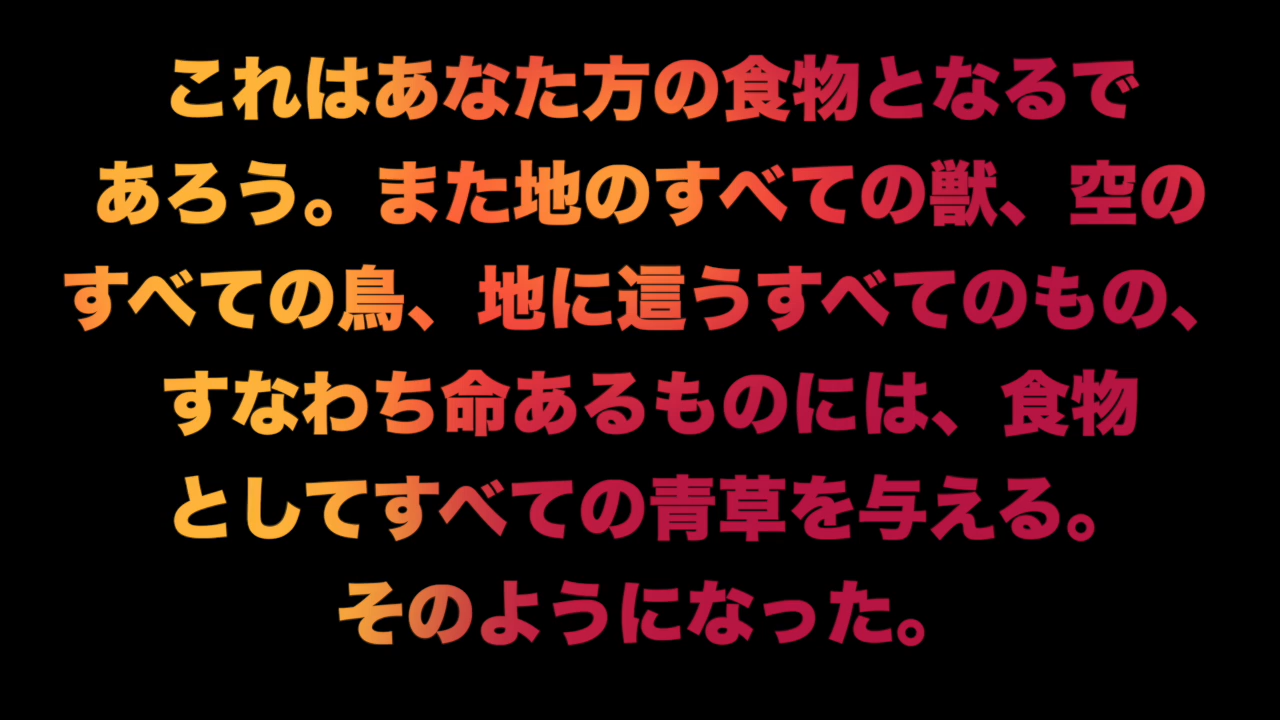 これはあなた方の食物となるで
あろう。また地のすべての獣、空の
すべての鳥、地に這うすべてのもの、
すなわち命あるものには、食物
としてすべての青草を与える。
そのようになった。